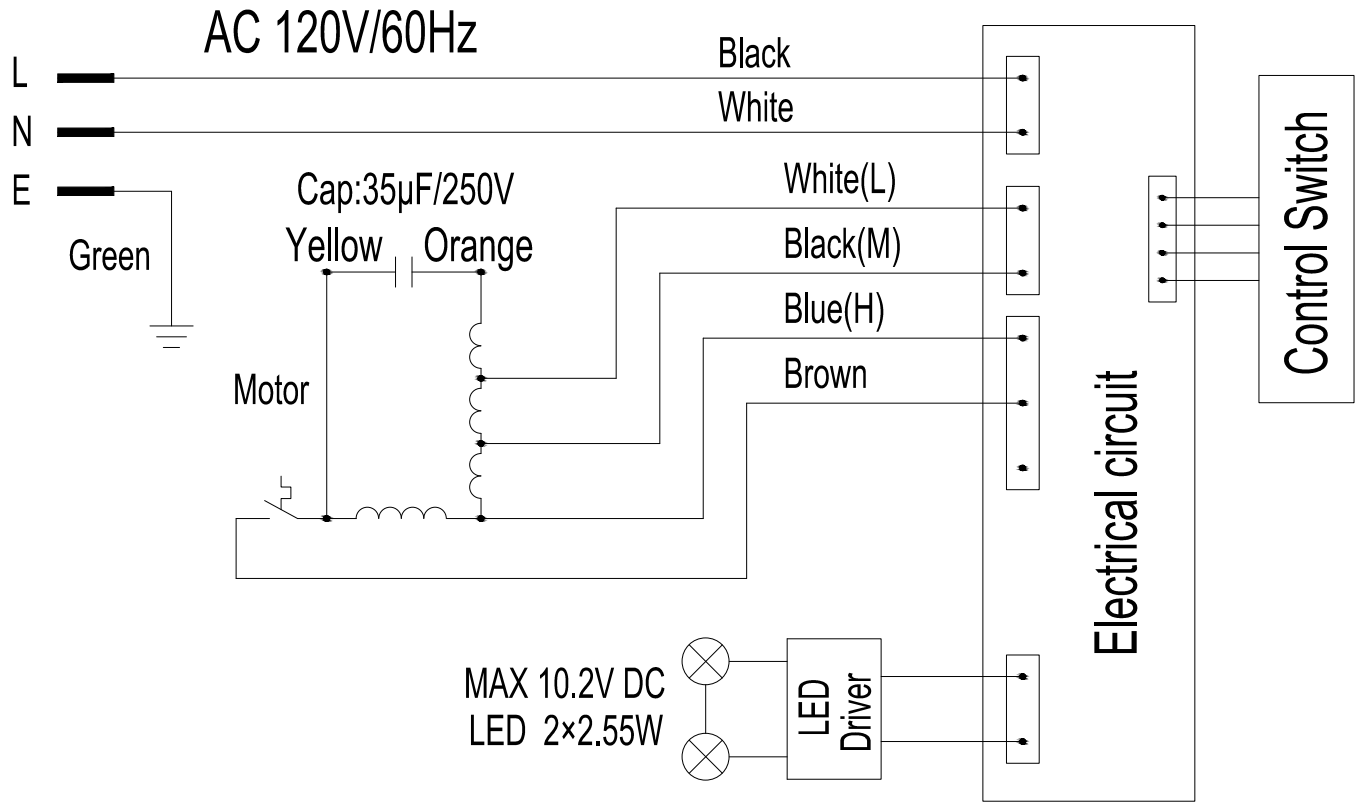 AC 120V/60Hz
L
Black
N
White
E
Green
Cap:35μF/250V
Yellow
Orange
White(L)
Black(M)
Blue(H)
Brown
Motor
Control Switch
Electrical circuit
MAX 10.2V DC
LED 2×2.55W
LED
Driver